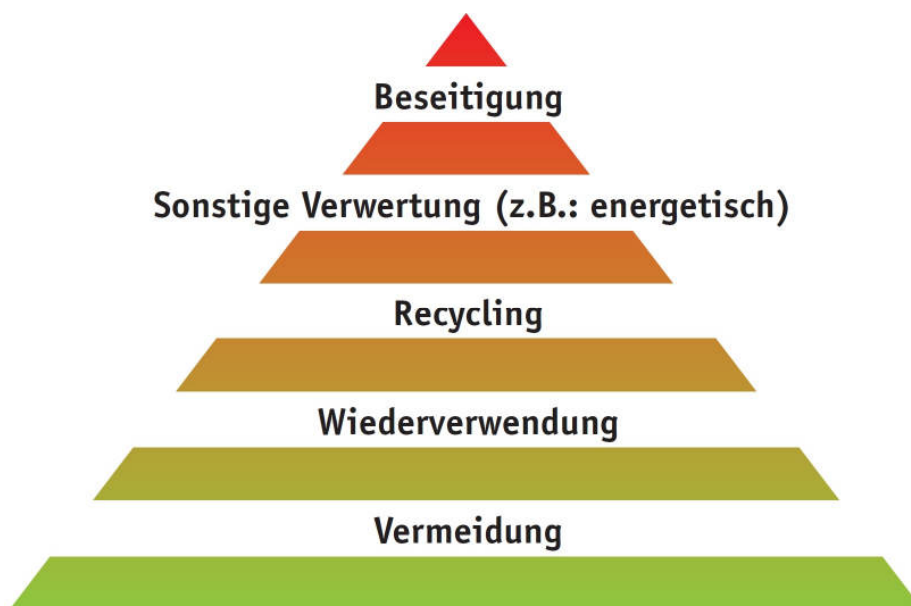 Beseitigung
Sonstige Verwertung (z.B.: energetisch)
Recycling
Wiederverwendung
Vermeidung